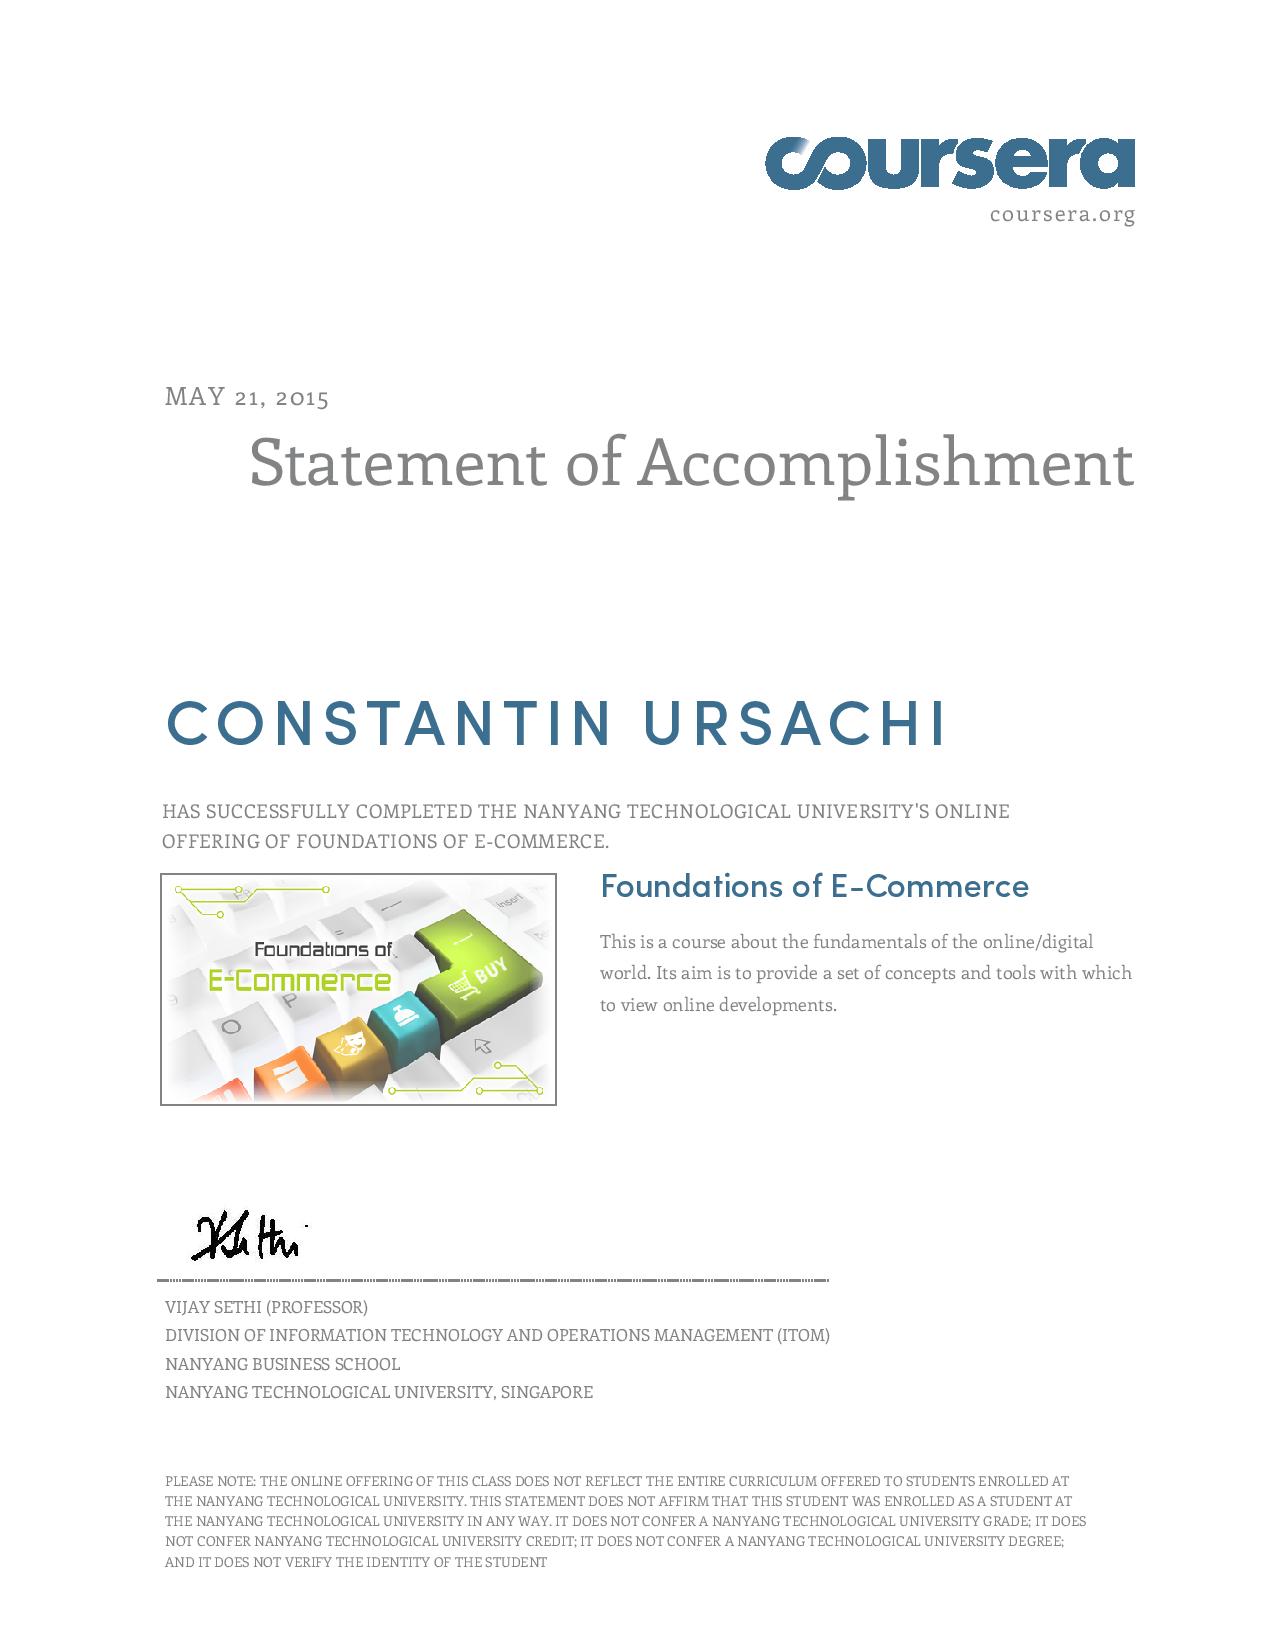 coursera
coursera.org
MAY 21, 2015
Statement of Accomplishment
CONSTANTIN URSACHI
HAS SUCCESSFULLY COMPLETED THE NANYANG TECHNOLOGICAL UNIVERSITY'S ONLINE
OFFERING OF FOUNDATIONS OF E-COMMERCE.
Foundations of
E-Commerce
BUY
Insert
O
P
Foundations of E-Commerce
This is a course about the fundamentals of the online/digital
world. Its aim is to provide a set of concepts and tools with which
to view online developments.
VIJAY SETHI (PROFESSOR)
DIVISION OF INFORMATION TECHNOLOGY AND OPERATIONS MANAGEMENT (ITOM)
NANYANG BUSINESS SCHOOL
NANYANG TECHNOLOGICAL UNIVERSITY, SINGAPORE
PLEASE NOTE: THE ONLINE OFFERING OF THIS CLASS DOES NOT REFLECT THE ENTIRE CURRICULUM OFFERED TO STUDENTS ENROLLED AT
THE NANYANG TECHNOLOGICAL UNIVERSITY. THIS STATEMENT DOES NOT AFFIRM THAT THIS STUDENT WAS ENROLLED AS A STUDENT AT
THE NANYANG TECHNOLOGICAL UNIVERSITY IN ANY WAY. IT DOES NOT CONFER A NANYANG TECHNOLOGICAL UNIVERSITY GRADE; IT DOES
NOT CONFER NANYANG TECHNOLOGICAL UNIVERSITY CREDIT; IT DOES NOT CONFER A NANYANG TECHNOLOGICAL UNIVERSITY DEGREE;
AND IT DOES NOT VERIFY THE IDENTITY OF THE STUDENT